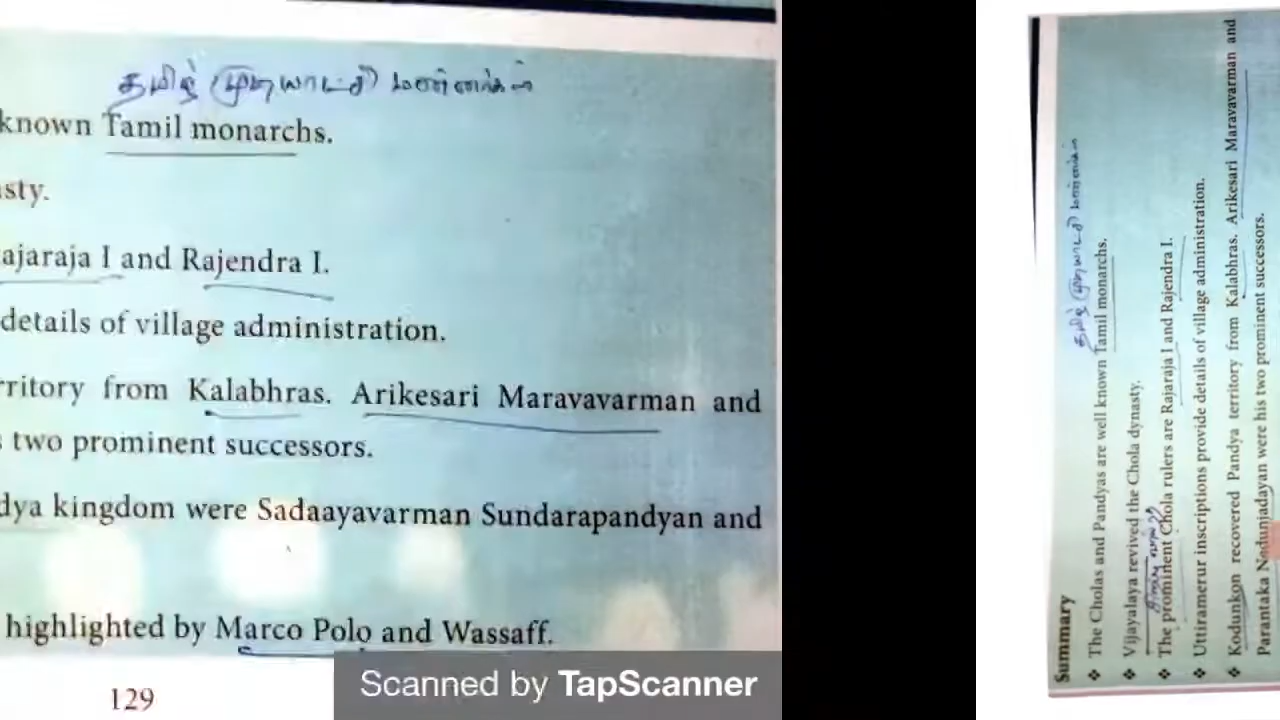 தமிழ் முடியாட்சி மன்னர்கள்
known Tamil monarchs.
asty.
ajaraja I and Rajendra I.
details of village administration.
rritory from Kalabhras. Arikesari Maravavarman and
s two prominent successors.
dya kingdom were Sadaayavarman Sundarapandyan and
highlighted by Marco Polo and Wassaff.
129
Scanned by TapScanner
Summary
தமிழ் முடியாட்சி மன்னர்கள்
❖ The Cholas and Pandyas are well known Tamil monarchs.
❖ Vijayalaya revived the Chola dynasty.
❖ The prominent Chola rulers are Rajaraja I and Rajendra I.
❖ Uttiramerur inscriptions provide details of village administration.
❖ Kodunkon recovered Pandya territory from Kalabhras. Arikesari Maravavarman and
Parantaka Nedunjadayan were his two prominent successors.